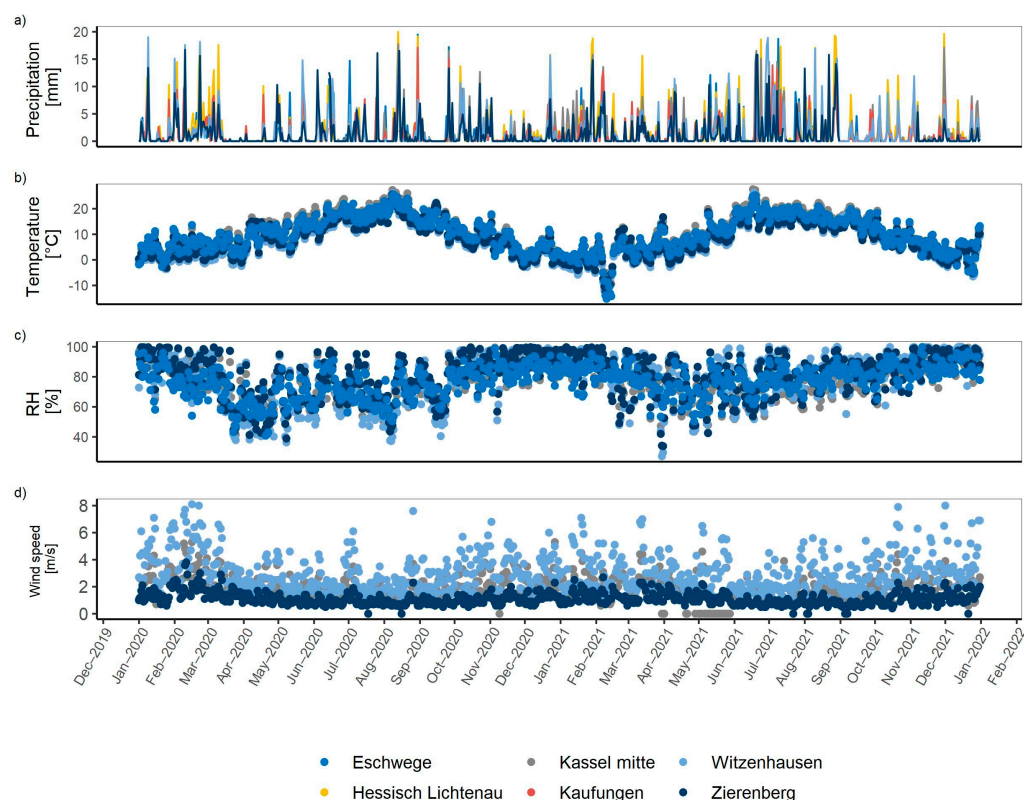 a)
Precipitation
[mm]
20
15
10
5
0
b)
Temperature
[°C]
20
10
0
-10
c)
RH
[%]
100
80
60
40
d)
Wind speed
[m/s]
8
6
4
2
0
Dec–2019
Jan–2020
Feb–2020
Mar–2020
Apr–2020
May–2020
Jun–2020
Jul–2020
Aug–2020
Sep–2020
Oct–2020
Nov–2020
Dec–2020
Jan–2021
Feb–2021
Mar–2021
Apr–2021
May–2021
Jun–2021
Jul–2021
Aug–2021
Sep–2021
Oct–2021
Nov–2021
Dec–2021
Jan–2022
Feb–2022
Eschwege Kassel mitte Witzenhausen
Hessisch Lichtenau Kaufungen Zierenberg